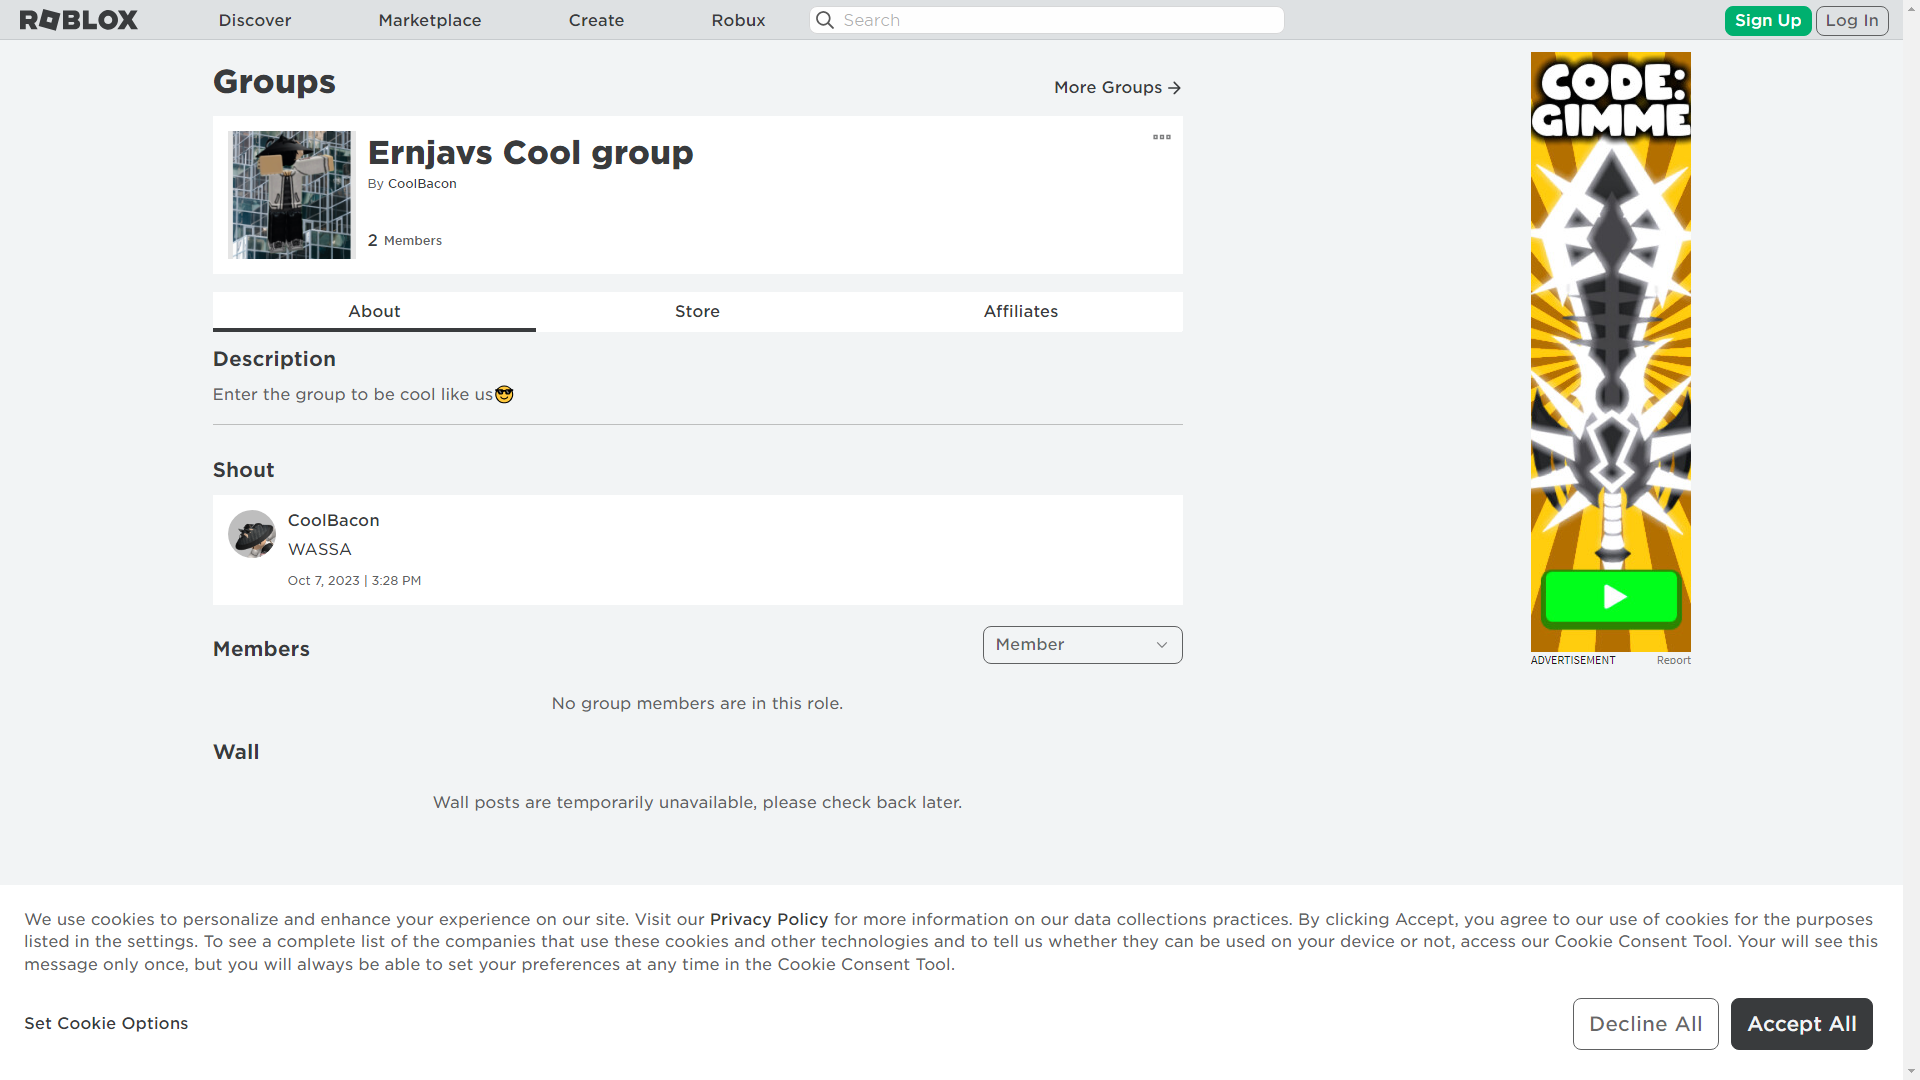 ROBLOX
Discover
Marketplace
Create
Robux
Search
Sign Up
Log In
Groups
More Groups
Ernjavs Cool group
By CoolBacon
2 Members
About
Store
Affiliates
Description
Enter the group to be cool like us😎
Shout
CoolBacon
WASSA
Oct 7, 2023 | 3:28 PM
Members
Member
No group members are in this role.
Wall
Wall posts are temporarily unavailable, please check back later.
CODE:
GIMME
ADVERTISEMENT
Report
We use cookies to personalize and enhance your experience on our site. Visit our Privacy Policy for more information on our data collections practices. By clicking Accept, you agree to our use of cookies for the purposes
listed in the settings. To see a complete list of the companies that use these cookies and other technologies and to tell us whether they can be used on your device or not, access our Cookie Consent Tool. Your will see this
message only once, but you will always be able to set your preferences at any time in the Cookie Consent Tool.
Set Cookie Options
Decline All
Accept All